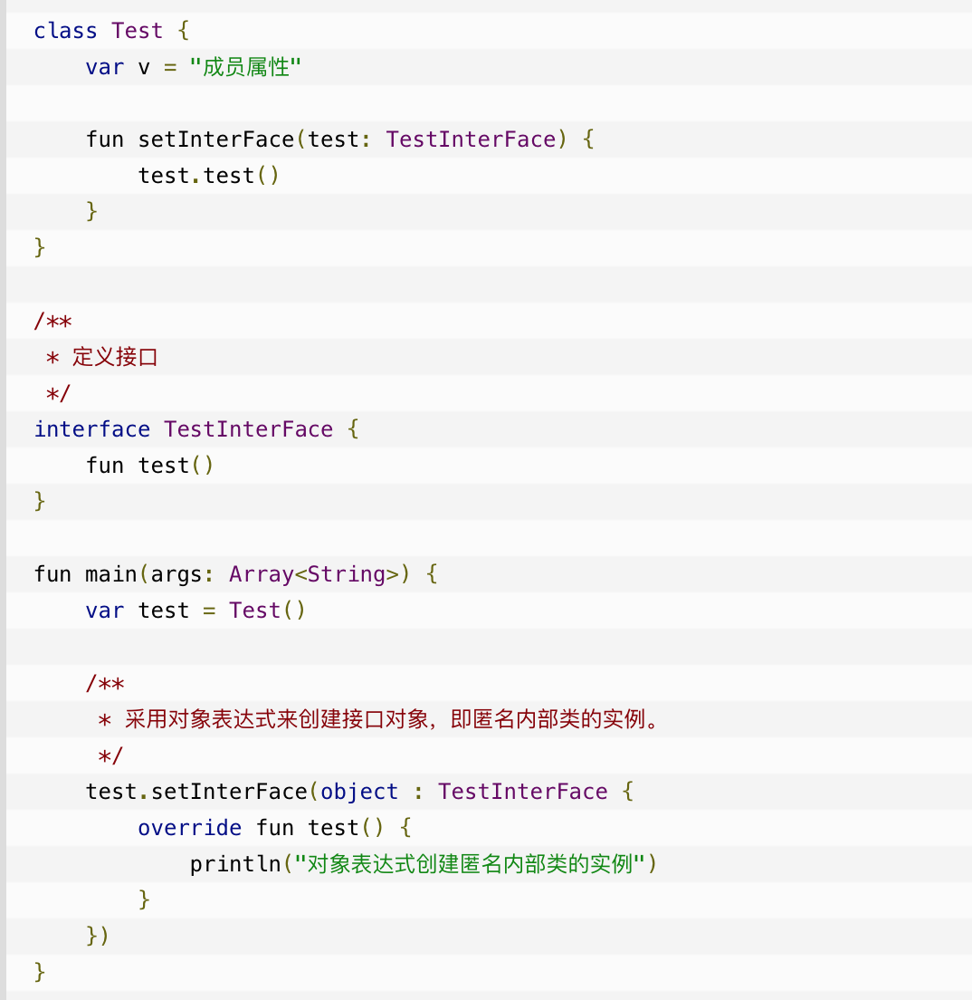 class Test {
    var v = "成员属性"

    fun setInterFace(test: TestInterFace) {
        test.test()
    }
}

/**
 * 定义接口
 */
interface TestInterFace {
    fun test()
}

fun main(args: Array<String>) {
    var test = Test()

    /**
     * 采用对象表达式来创建接口对象，即匿名内部类的实例。
     */
    test.setInterFace(object : TestInterFace {
        override fun test() {
            println("对象表达式创建匿名内部类的实例")
        }
    })
}